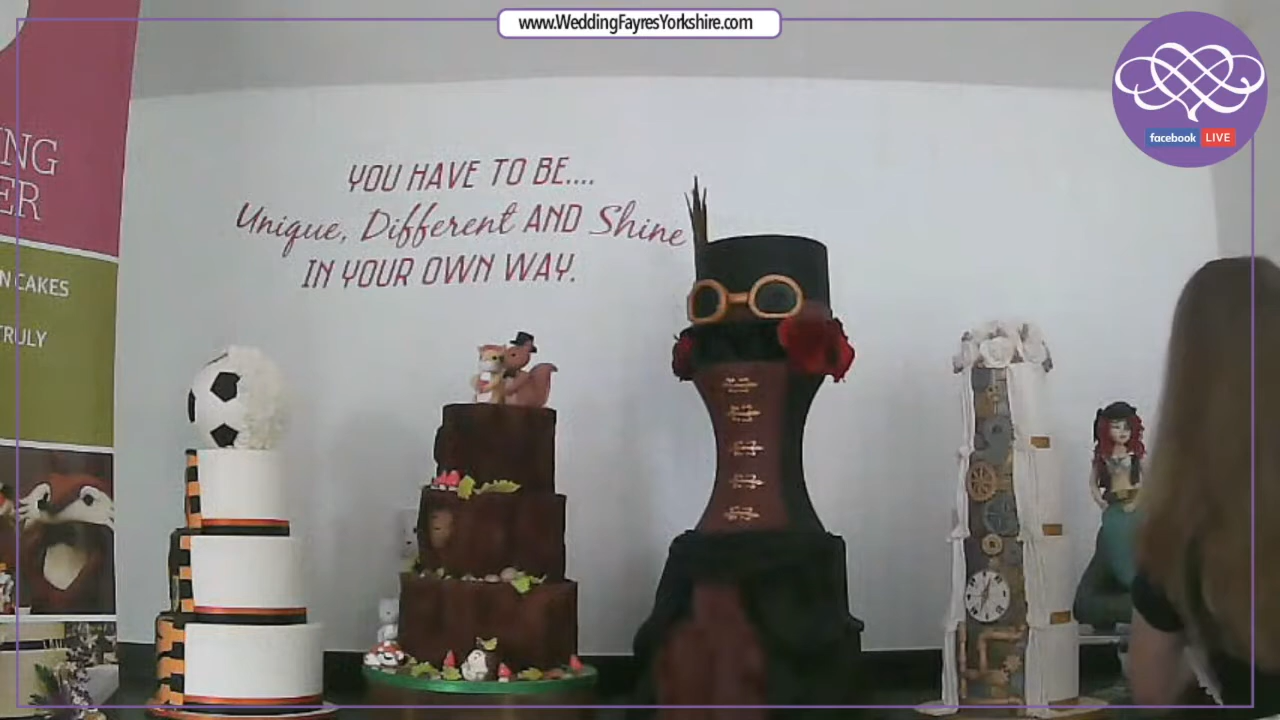 www.WeddingFayresYorkshire.com
facebook LIVE
YOU HAVE TO BE....
Unique, Different AND Shine
IN YOUR OWN WAY.
NG
ER
N CAKES
TRULY